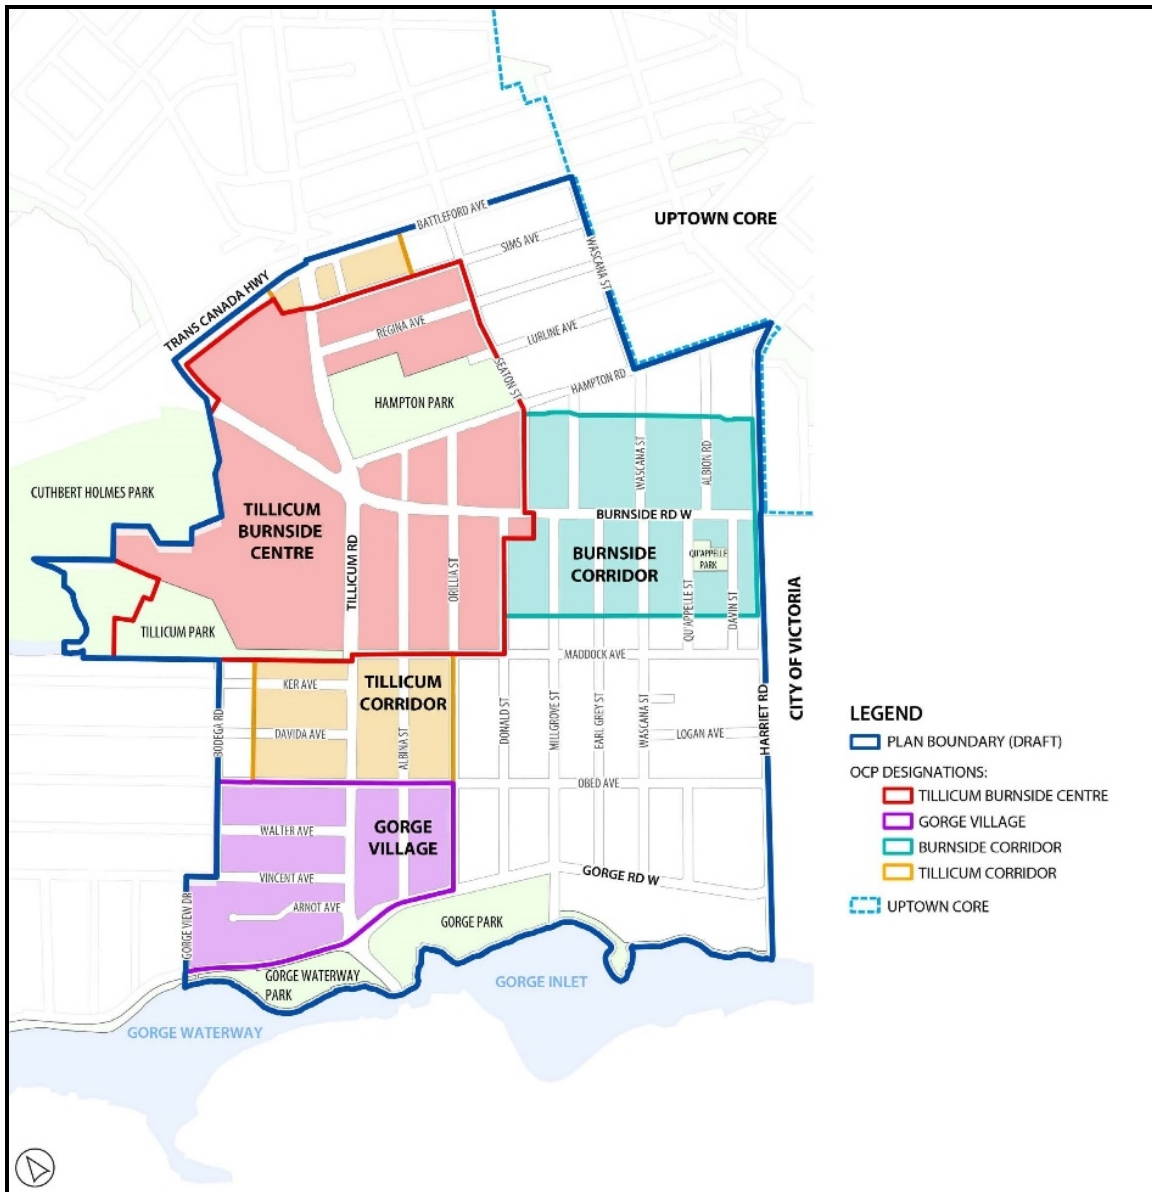 BATTLEFORD AVE
UPTOWN CORE
SIMS AVE
WASCANA ST
TRANS CANADA HWY
REGINA AVE
LURLINE AVE
SEATON ST
HAMPTON RD
HAMPTON PARK
CUTHBERT HOLMES PARK
TILLICUM
BURNSIDE
CENTRE
TILLICUM RD
ORILLIA ST
WASCANA ST
ALBION RD
BURNSIDE RD W
BURNSIDE
CORRIDOR
QU'APPELLE
PARK
QU'APPELLE ST
DAVIN ST
CITY OF VICTORIA
TILLICUM PARK
MADDOCK AVE
KER AVE
TILLICUM
CORRIDOR
BODEGA RD
DAVIDA AVE
ALBINA ST
DONALD ST
MILLGROVE ST
EARL GREY ST
WASCANA ST
LOGAN AVE
HARRIET RD
OBED AVE
WALTER AVE
GORGE
VILLAGE
VINCENT AVE
GORGE RD W
ARNOT AVE
GORGE VIEW DR
GORGE PARK
GORGE WATERWAY
PARK
GORGE INLET
GORGE WATERWAY
LEGEND
PLAN BOUNDARY (DRAFT)
OCP DESIGNATIONS:
TILLICUM BURNSIDE CENTRE
GORGE VILLAGE
BURNSIDE CORRIDOR
TILLICUM CORRIDOR
UPTOWN CORE